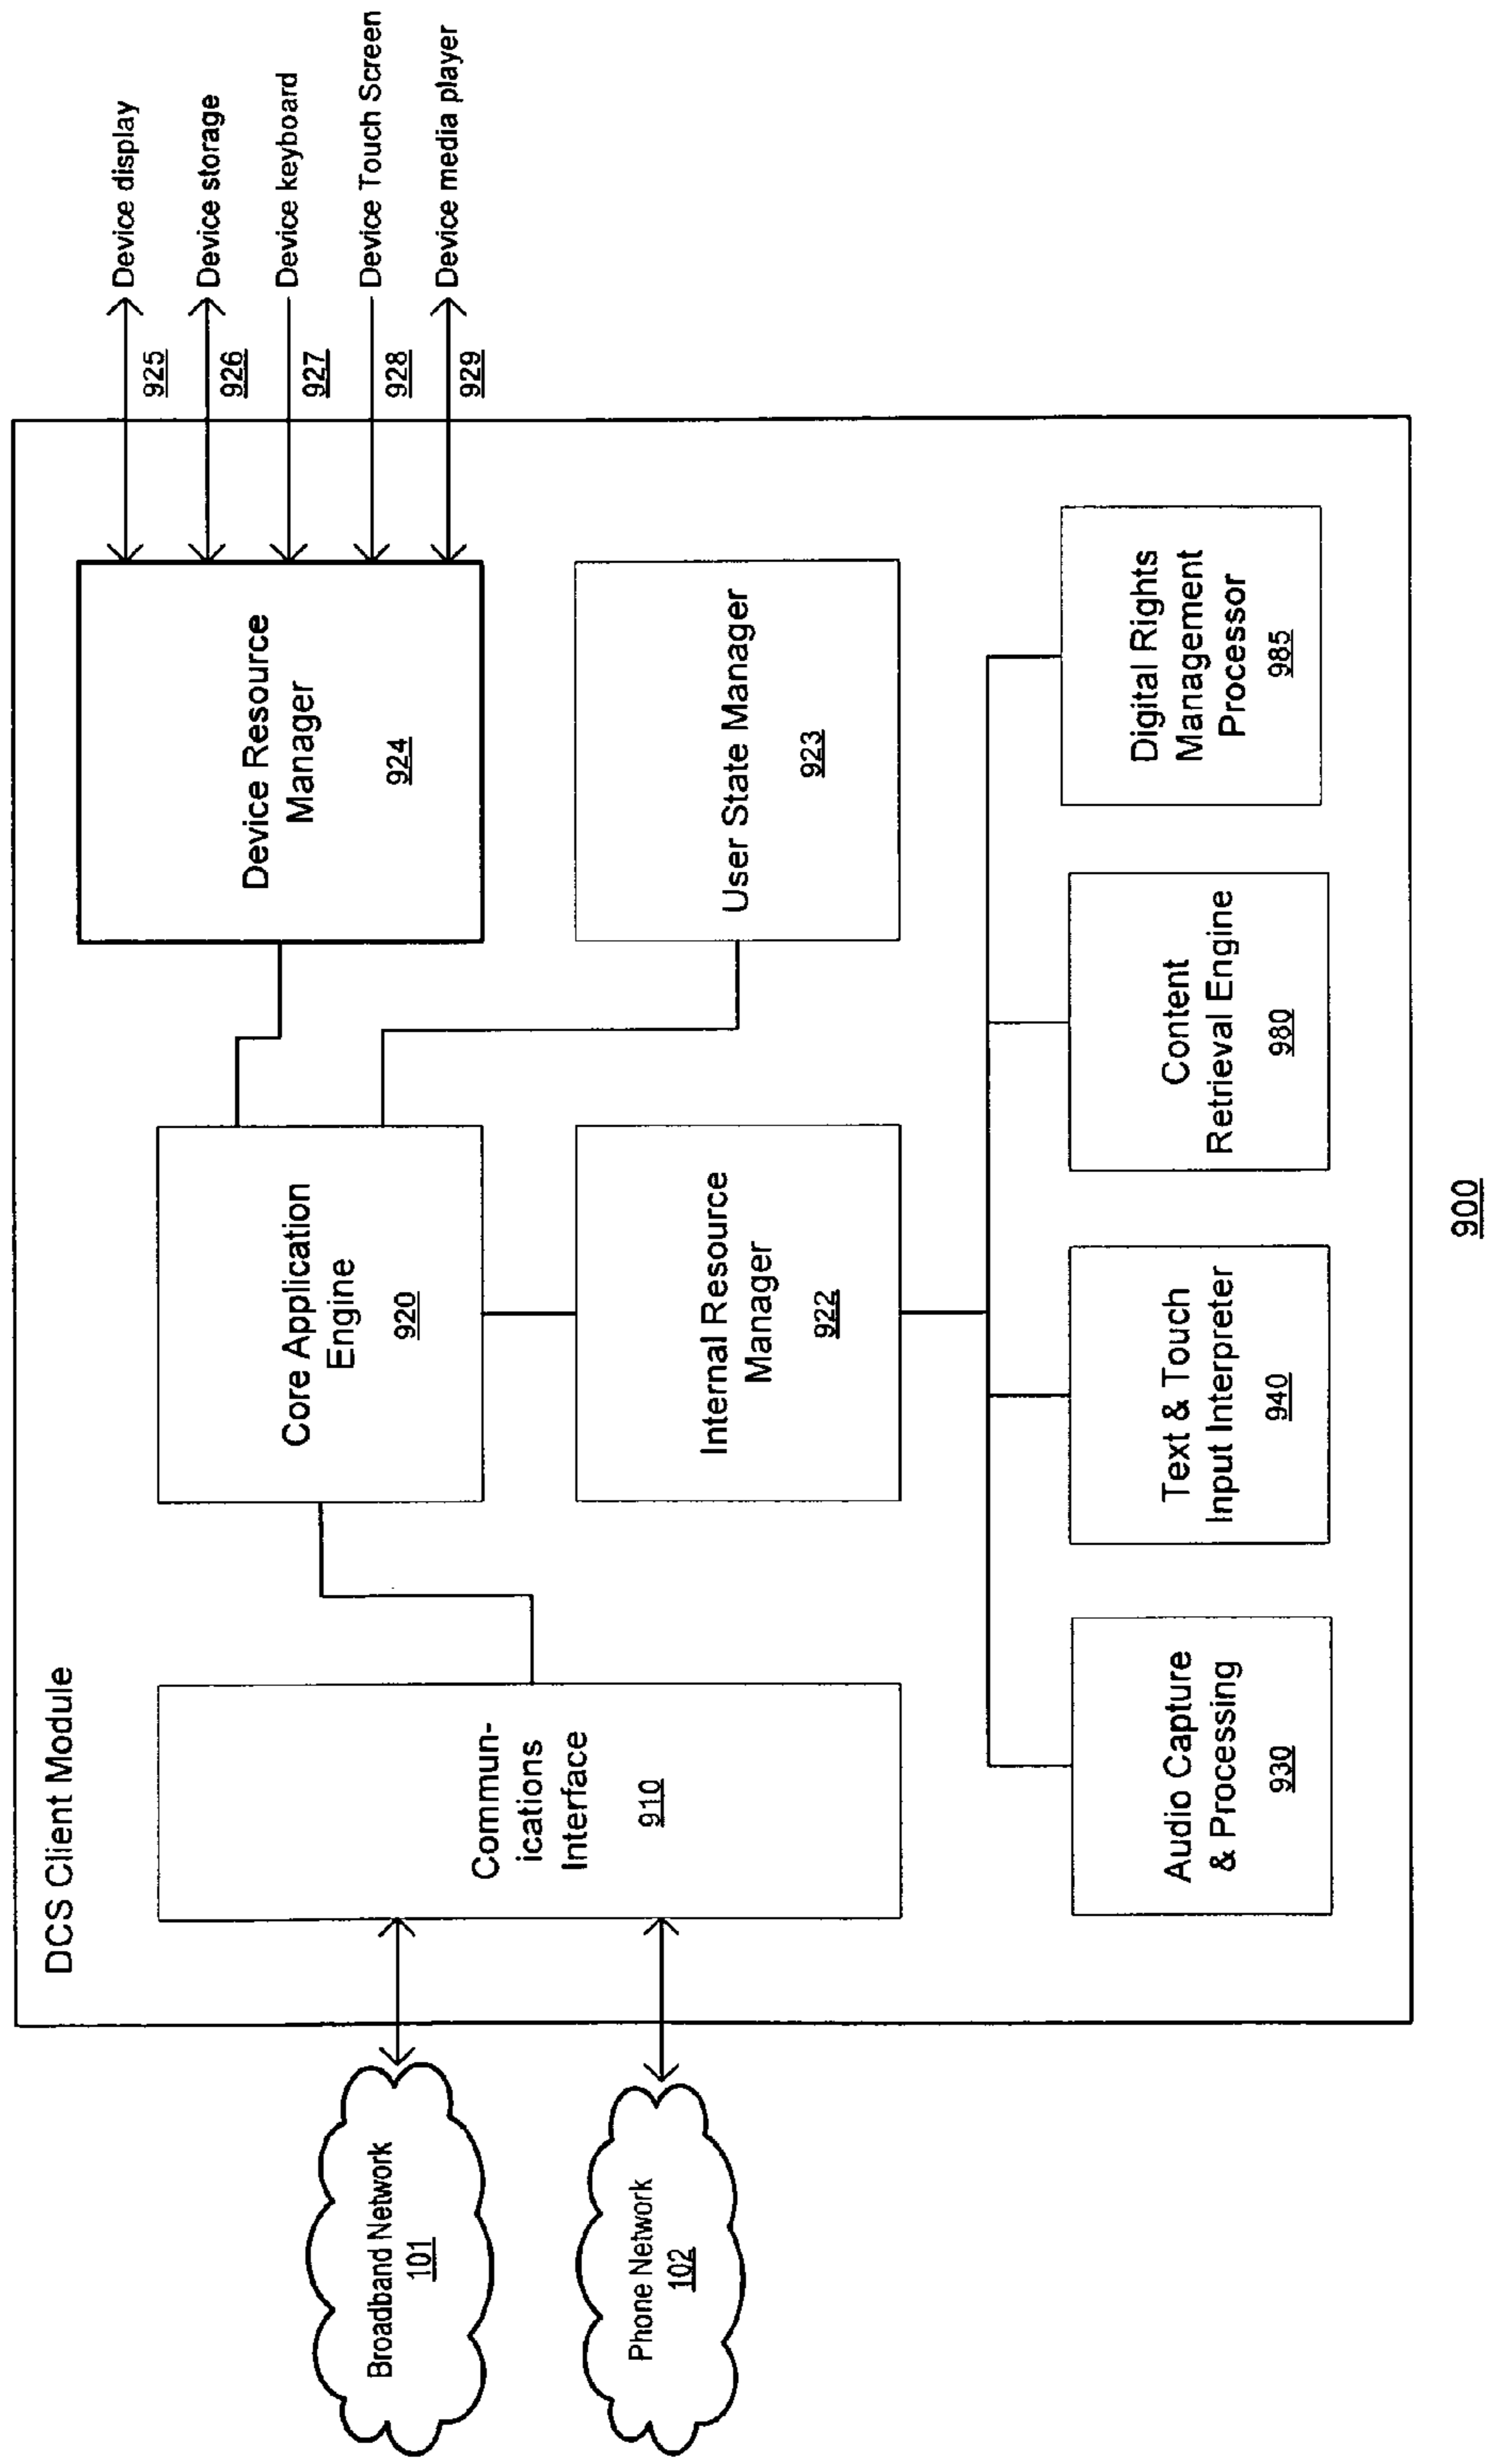 DCS Client Module
Broadband Network
101
Phone Network
102
Commun-
ications
Interface
910
Core Application
Engine
920
Device Resource
Manager
924
Device display
925
Device storage
926
Device keyboard
927
Device Touch Screen
928
Device media player
929
Internal Resource
Manager
922
User State Manager
923
Audio Capture
& Processing
930
Text & Touch
Input Interpreter
940
Content
Retrieval Engine
980
Digital Rights
Management
Processor
985
900